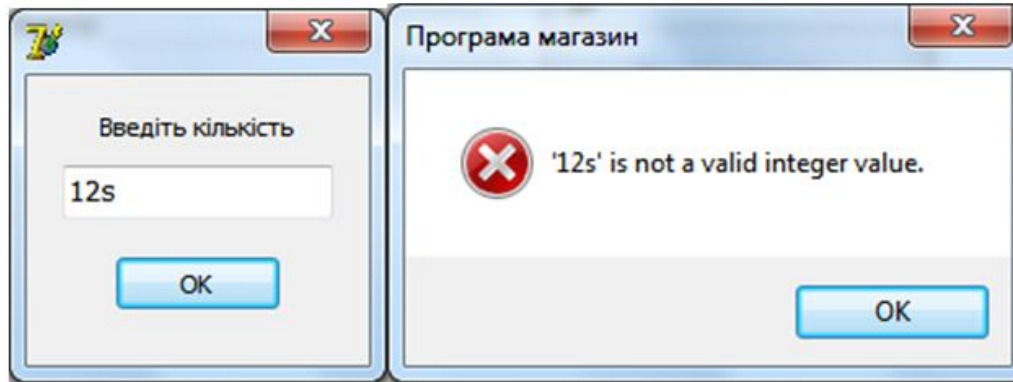 Введіть кількість
12s
OK
Програма магазин
'12s' is not a valid integer value.
OK